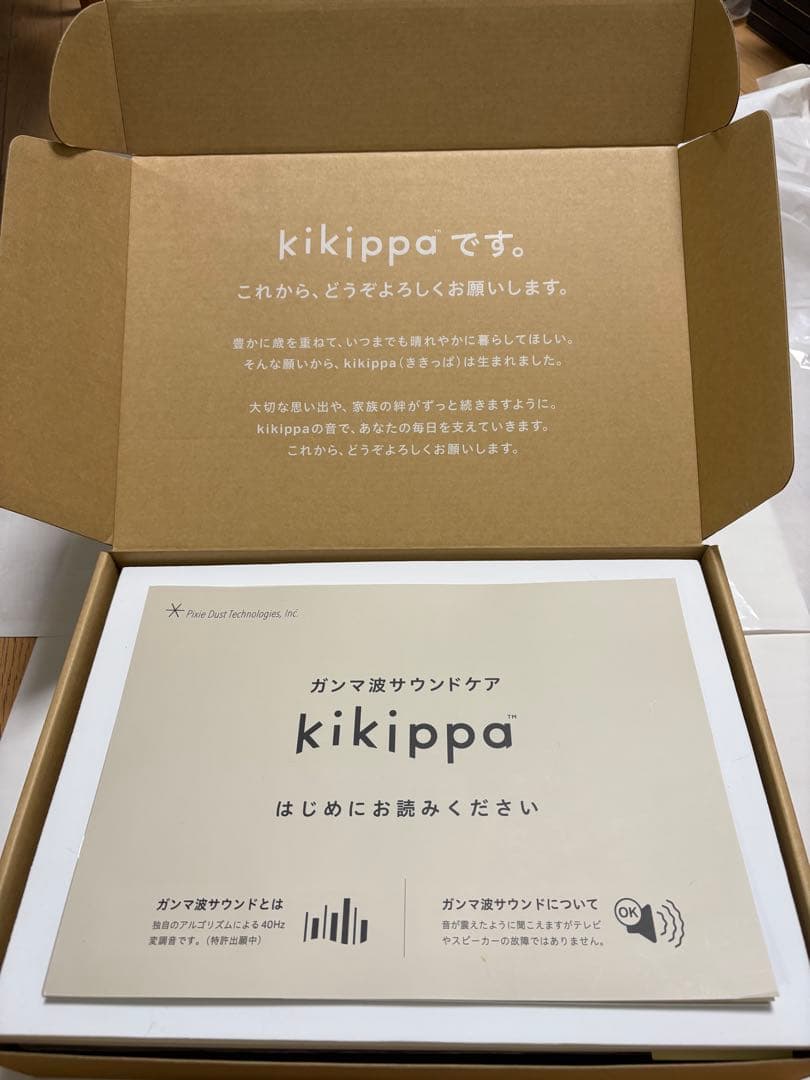 kikippa™ です。
これから、どうぞよろしくお願いします。
豊かに歳を重ねて、いつまでも晴れやかに暮らしてほしい。
そんな願いから、kikippa(ききっぱ)は生まれました。
大切な思い出や、家族の絆がずっと続きますように。
kikippaの音で、あなたの毎日を支えていきます。
これから、どうぞよろしくお願いします。
Pixie Dust Technologies, Inc.
ガンマ波サウンドケア
kikippa™
はじめにお読みください
ガンマ波サウンドとは
独自のアルゴリズムによる40Hz
変調音です。(特許出願中)
ガンマ波サウンドについて
音が震えたように聞こえますがテレビ
やスピーカーの故障ではありません。
OK